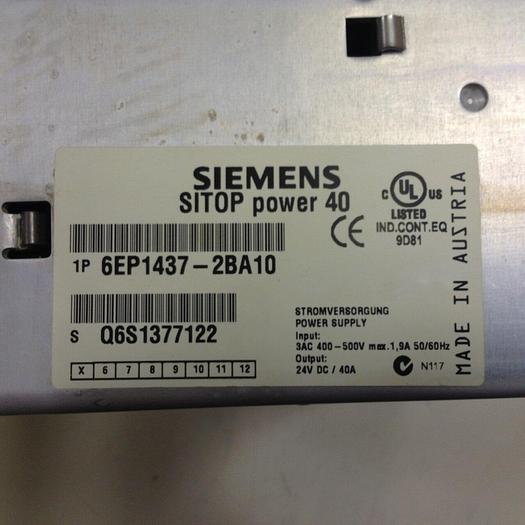 SIEMENS
SITOP power 40
1P 6EP1437-2BA10
S Q6S1377122
X 6 7 8 9 10 11 12
C UL US
LISTED
IND.CONT.EQ
9D81
CE
STROMVERSORGUNG
POWER SUPPLY
Input:
3AC 400-500V max.1,9A 50/60Hz
Output:
24V DC / 40A
N117
MADE IN AUSTRIA